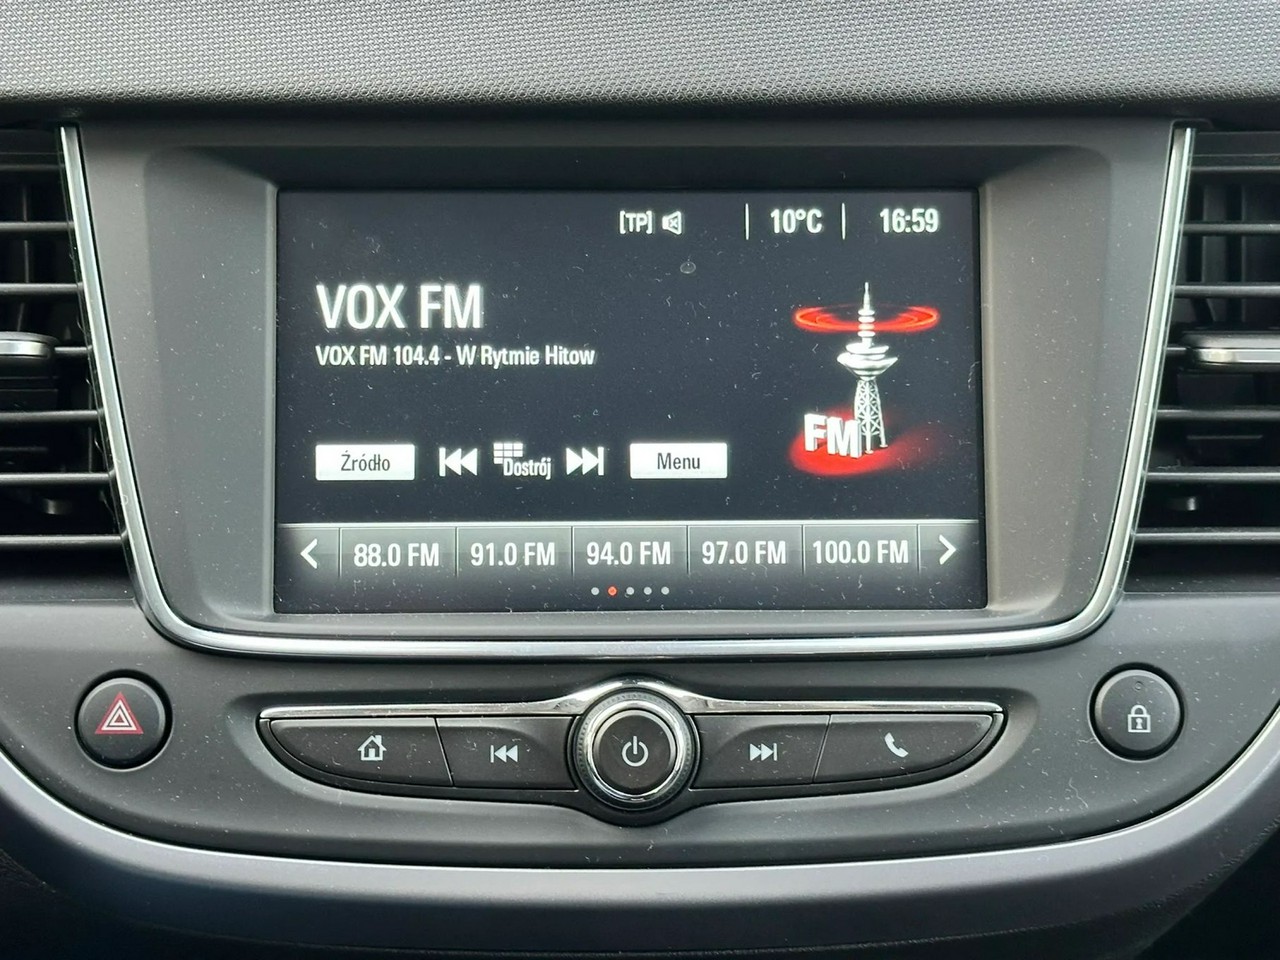 [TP] 10°C 16:59
VOX FM
VOX FM 104.4 - W Rytmie Hitow
FM
Źródło Dostrój Menu
88.0 FM 91.0 FM 94.0 FM 97.0 FM 100.0 FM